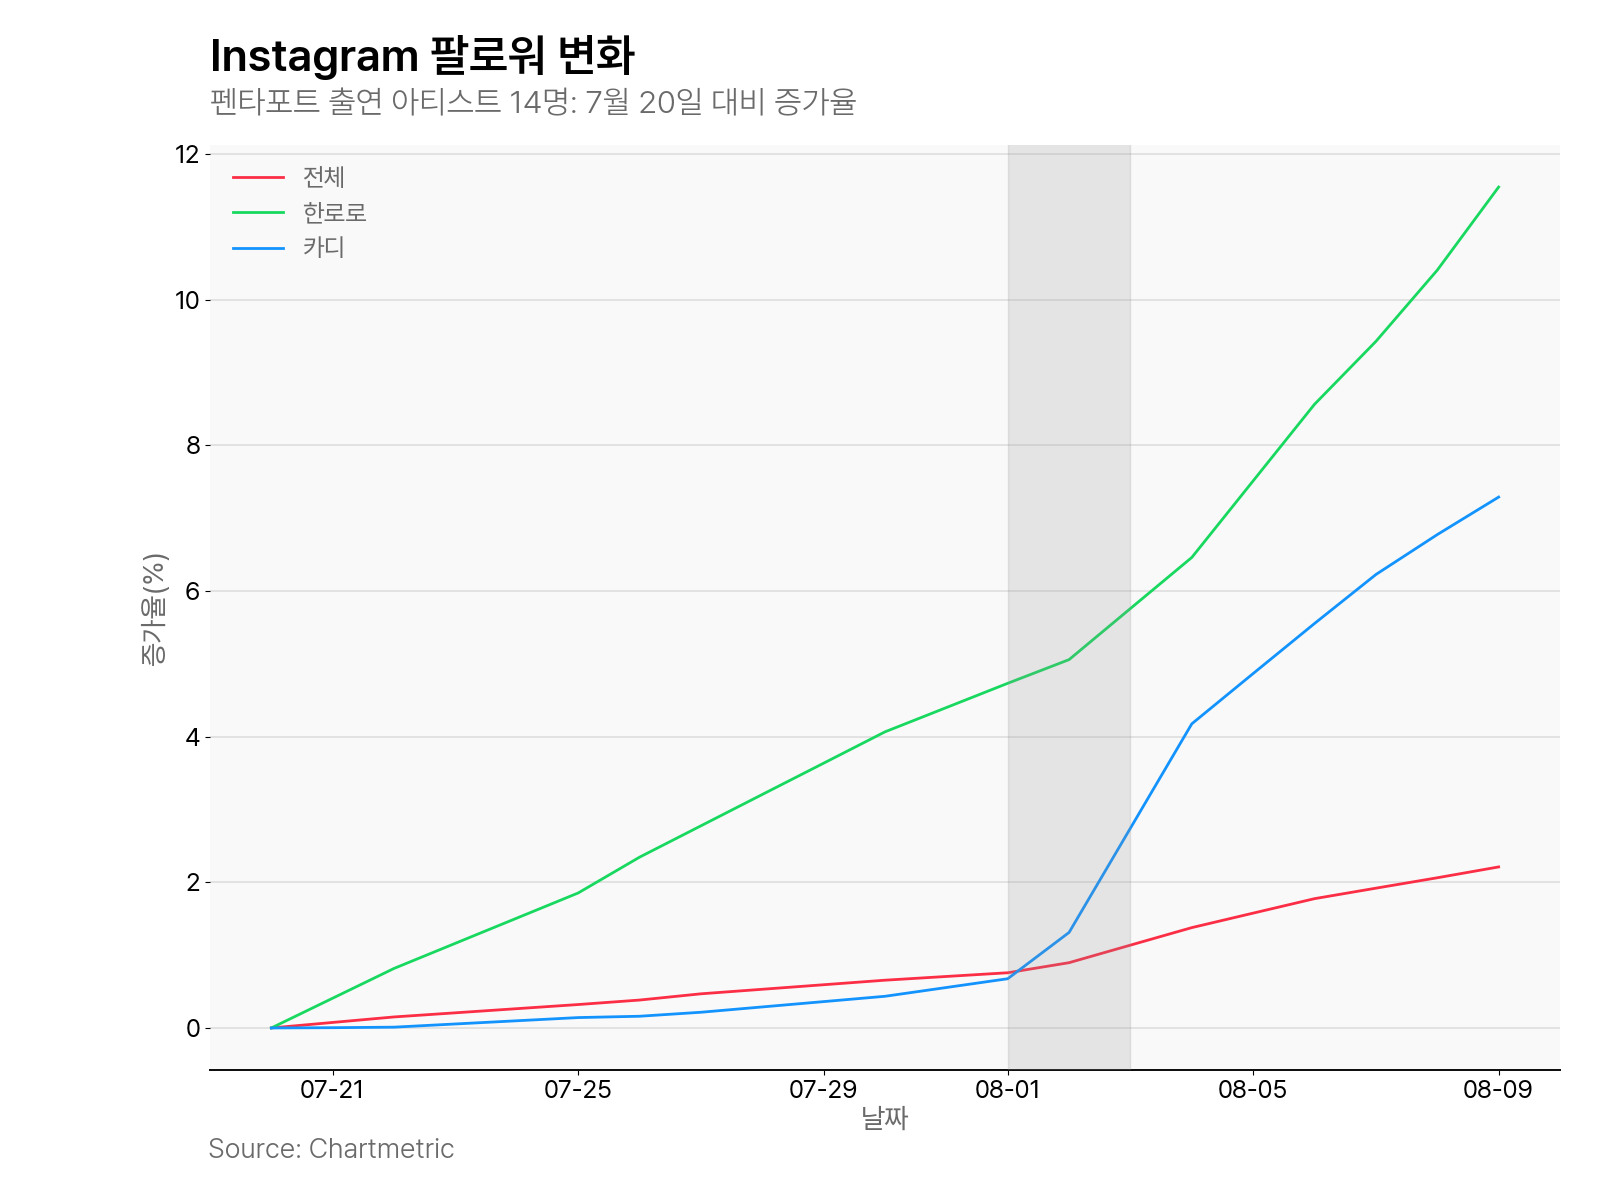 Instagram 팔로워 변화
펜타포트 출연 아티스트 14명: 7월 20일 대비 증가율
전체
한로로
카디
증가율(%)
12
10
8
6
4
2
0
07-21 07-25 07-29 08-01 08-05 08-09
날짜
Source: Chartmetric